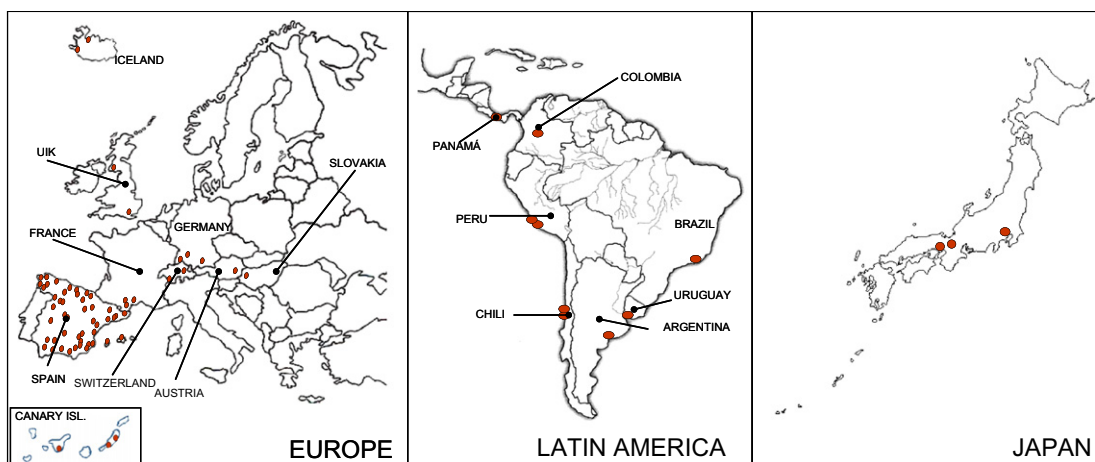 ICELAND
UIK
SLOVAKIA
FRANCE
GERMANY
SPAIN
SWITZERLAND
AUSTRIA
CANARY ISL.
EUROPE
COLOMBIA
PANAMÁ
PERU
BRAZIL
URUGUAY
CHILI
ARGENTINA
LATIN AMERICA
JAPAN